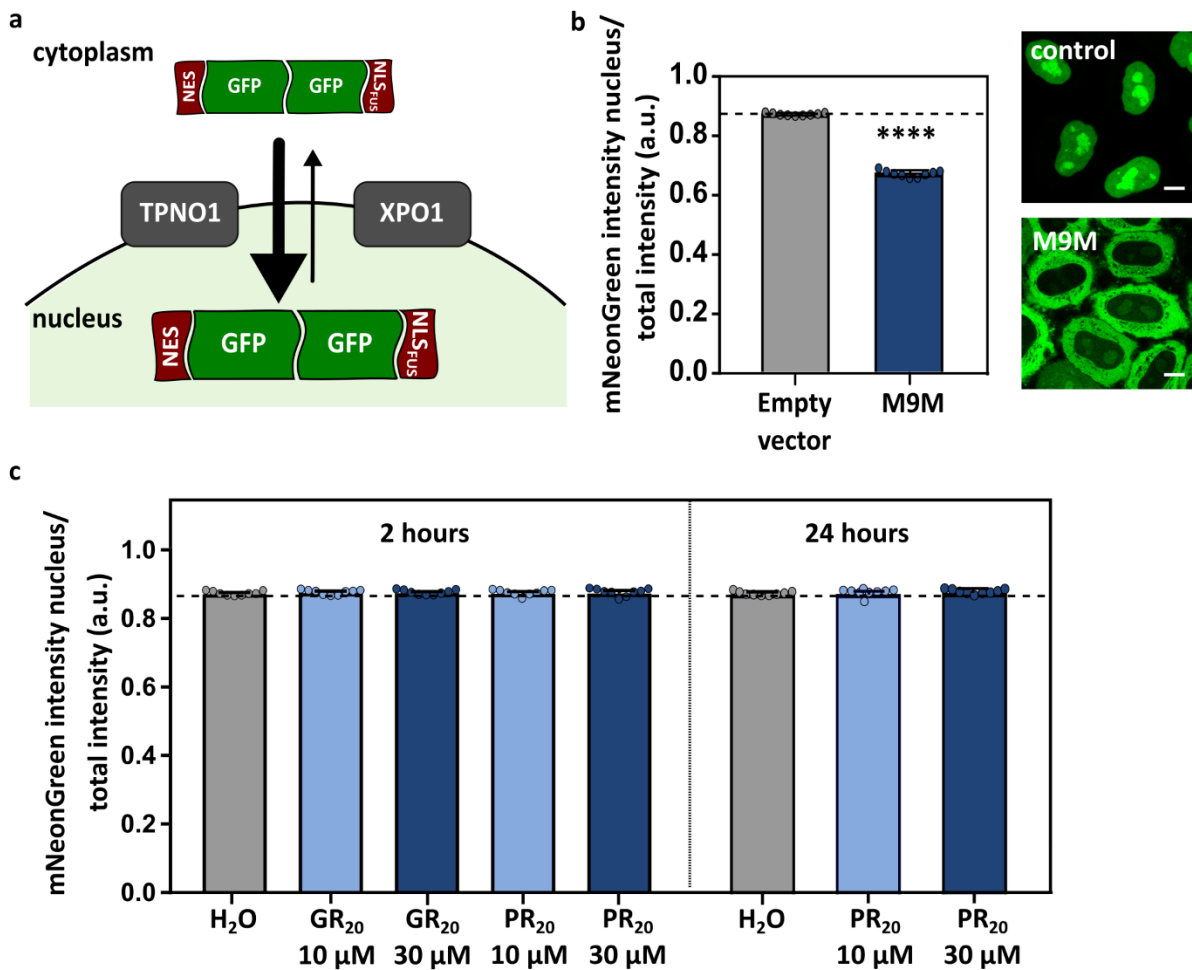 a
cytoplasm
NES
GFP
GFP
NLSFUS
TPNO1
XPO1
nucleus
NES
GFP
GFP
NLSFUS
b
mNeonGreen intensity nucleus/
total intensity (a.u.)
1.0
0.8
0.6
0.4
0.2
0.0
****
Empty
vector
M9M
control
M9M
c
mNeonGreen intensity nucleus/
total intensity (a.u.)
2 hours
24 hours
1.0
0.8
0.6
0.4
0.2
0.0
H₂O
GR₂₀
10 μM
GR₂₀
30 μM
PR₂₀
10 μM
PR₂₀
30 μM
H₂O
PR₂₀
10 μM
PR₂₀
30 μM